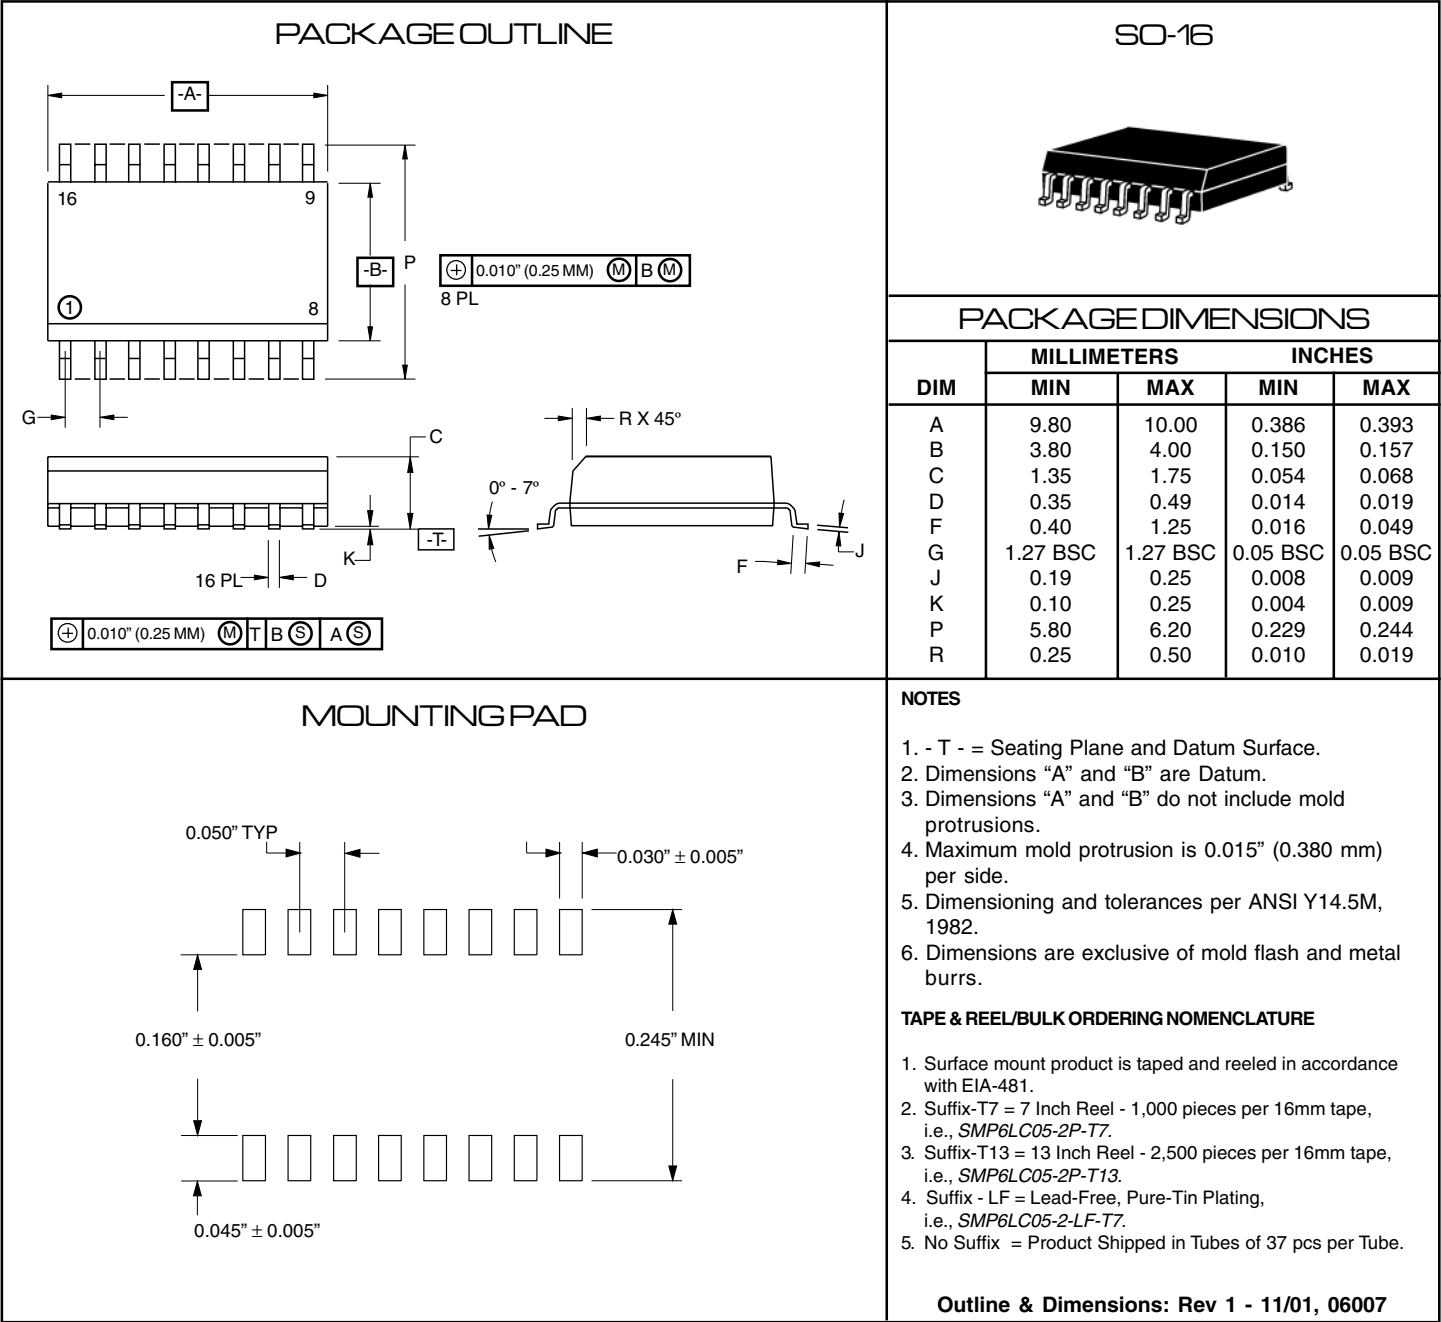 PACKAGE OUTLINE
-A-
16
9
-B-
P
⌖ 0.010” (0.25 MM) Ⓜ B Ⓜ
8 PL
1
8
G
C
R X 45º
0º - 7º
-T-
K
J
F
16 PL
D
⌖ 0.010” (0.25 MM) Ⓜ T B Ⓢ A Ⓢ
SO-16
PACKAGE DIMENSIONS
MILLIMETERS INCHES
DIM MIN MAX MIN MAX
A 9.80 10.00 0.386 0.393
B 3.80 4.00 0.150 0.157
C 1.35 1.75 0.054 0.068
D 0.35 0.49 0.014 0.019
F 0.40 1.25 0.016 0.049
G 1.27 BSC 1.27 BSC 0.05 BSC 0.05 BSC
J 0.19 0.25 0.008 0.009
K 0.10 0.25 0.004 0.009
P 5.80 6.20 0.229 0.244
R 0.25 0.50 0.010 0.019
MOUNTING PAD
0.050” TYP
0.030” ± 0.005”
0.160” ± 0.005”
0.245” MIN
0.045” ± 0.005”
NOTES
1. - T - = Seating Plane and Datum Surface.
2. Dimensions “A” and “B” are Datum.
3. Dimensions “A” and “B” do not include mold
protrusions.
4. Maximum mold protrusion is 0.015” (0.380 mm)
per side.
5. Dimensioning and tolerances per ANSI Y14.5M,
1982.
6. Dimensions are exclusive of mold flash and metal
burrs.
TAPE & REEL/BULK ORDERING NOMENCLATURE
1. Surface mount product is taped and reeled in accordance
with EIA-481.
2. Suffix-T7 = 7 Inch Reel - 1,000 pieces per 16mm tape,
i.e., SMP6LC05-2P-T7.
3. Suffix-T13 = 13 Inch Reel - 2,500 pieces per 16mm tape,
i.e., SMP6LC05-2P-T13.
4. Suffix - LF = Lead-Free, Pure-Tin Plating,
i.e., SMP6LC05-2-LF-T7.
5. No Suffix = Product Shipped in Tubes of 37 pcs per Tube.
Outline & Dimensions: Rev 1 - 11/01, 06007